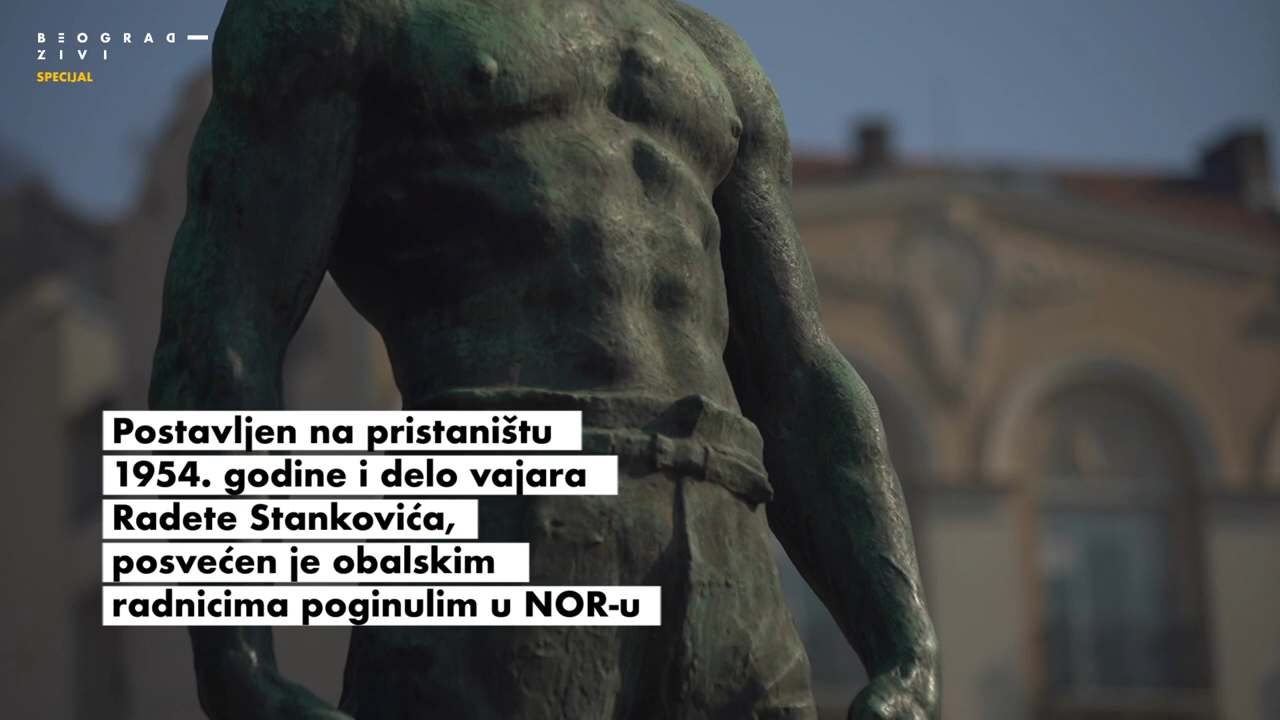 BEOGRAD
ZIVI
SPECIJAL
Postavljen na pristaništu
1954. godine i delo vajara
Radete Stankovića,
posvećen je obalskim
radnicima poginulim u NOR-u